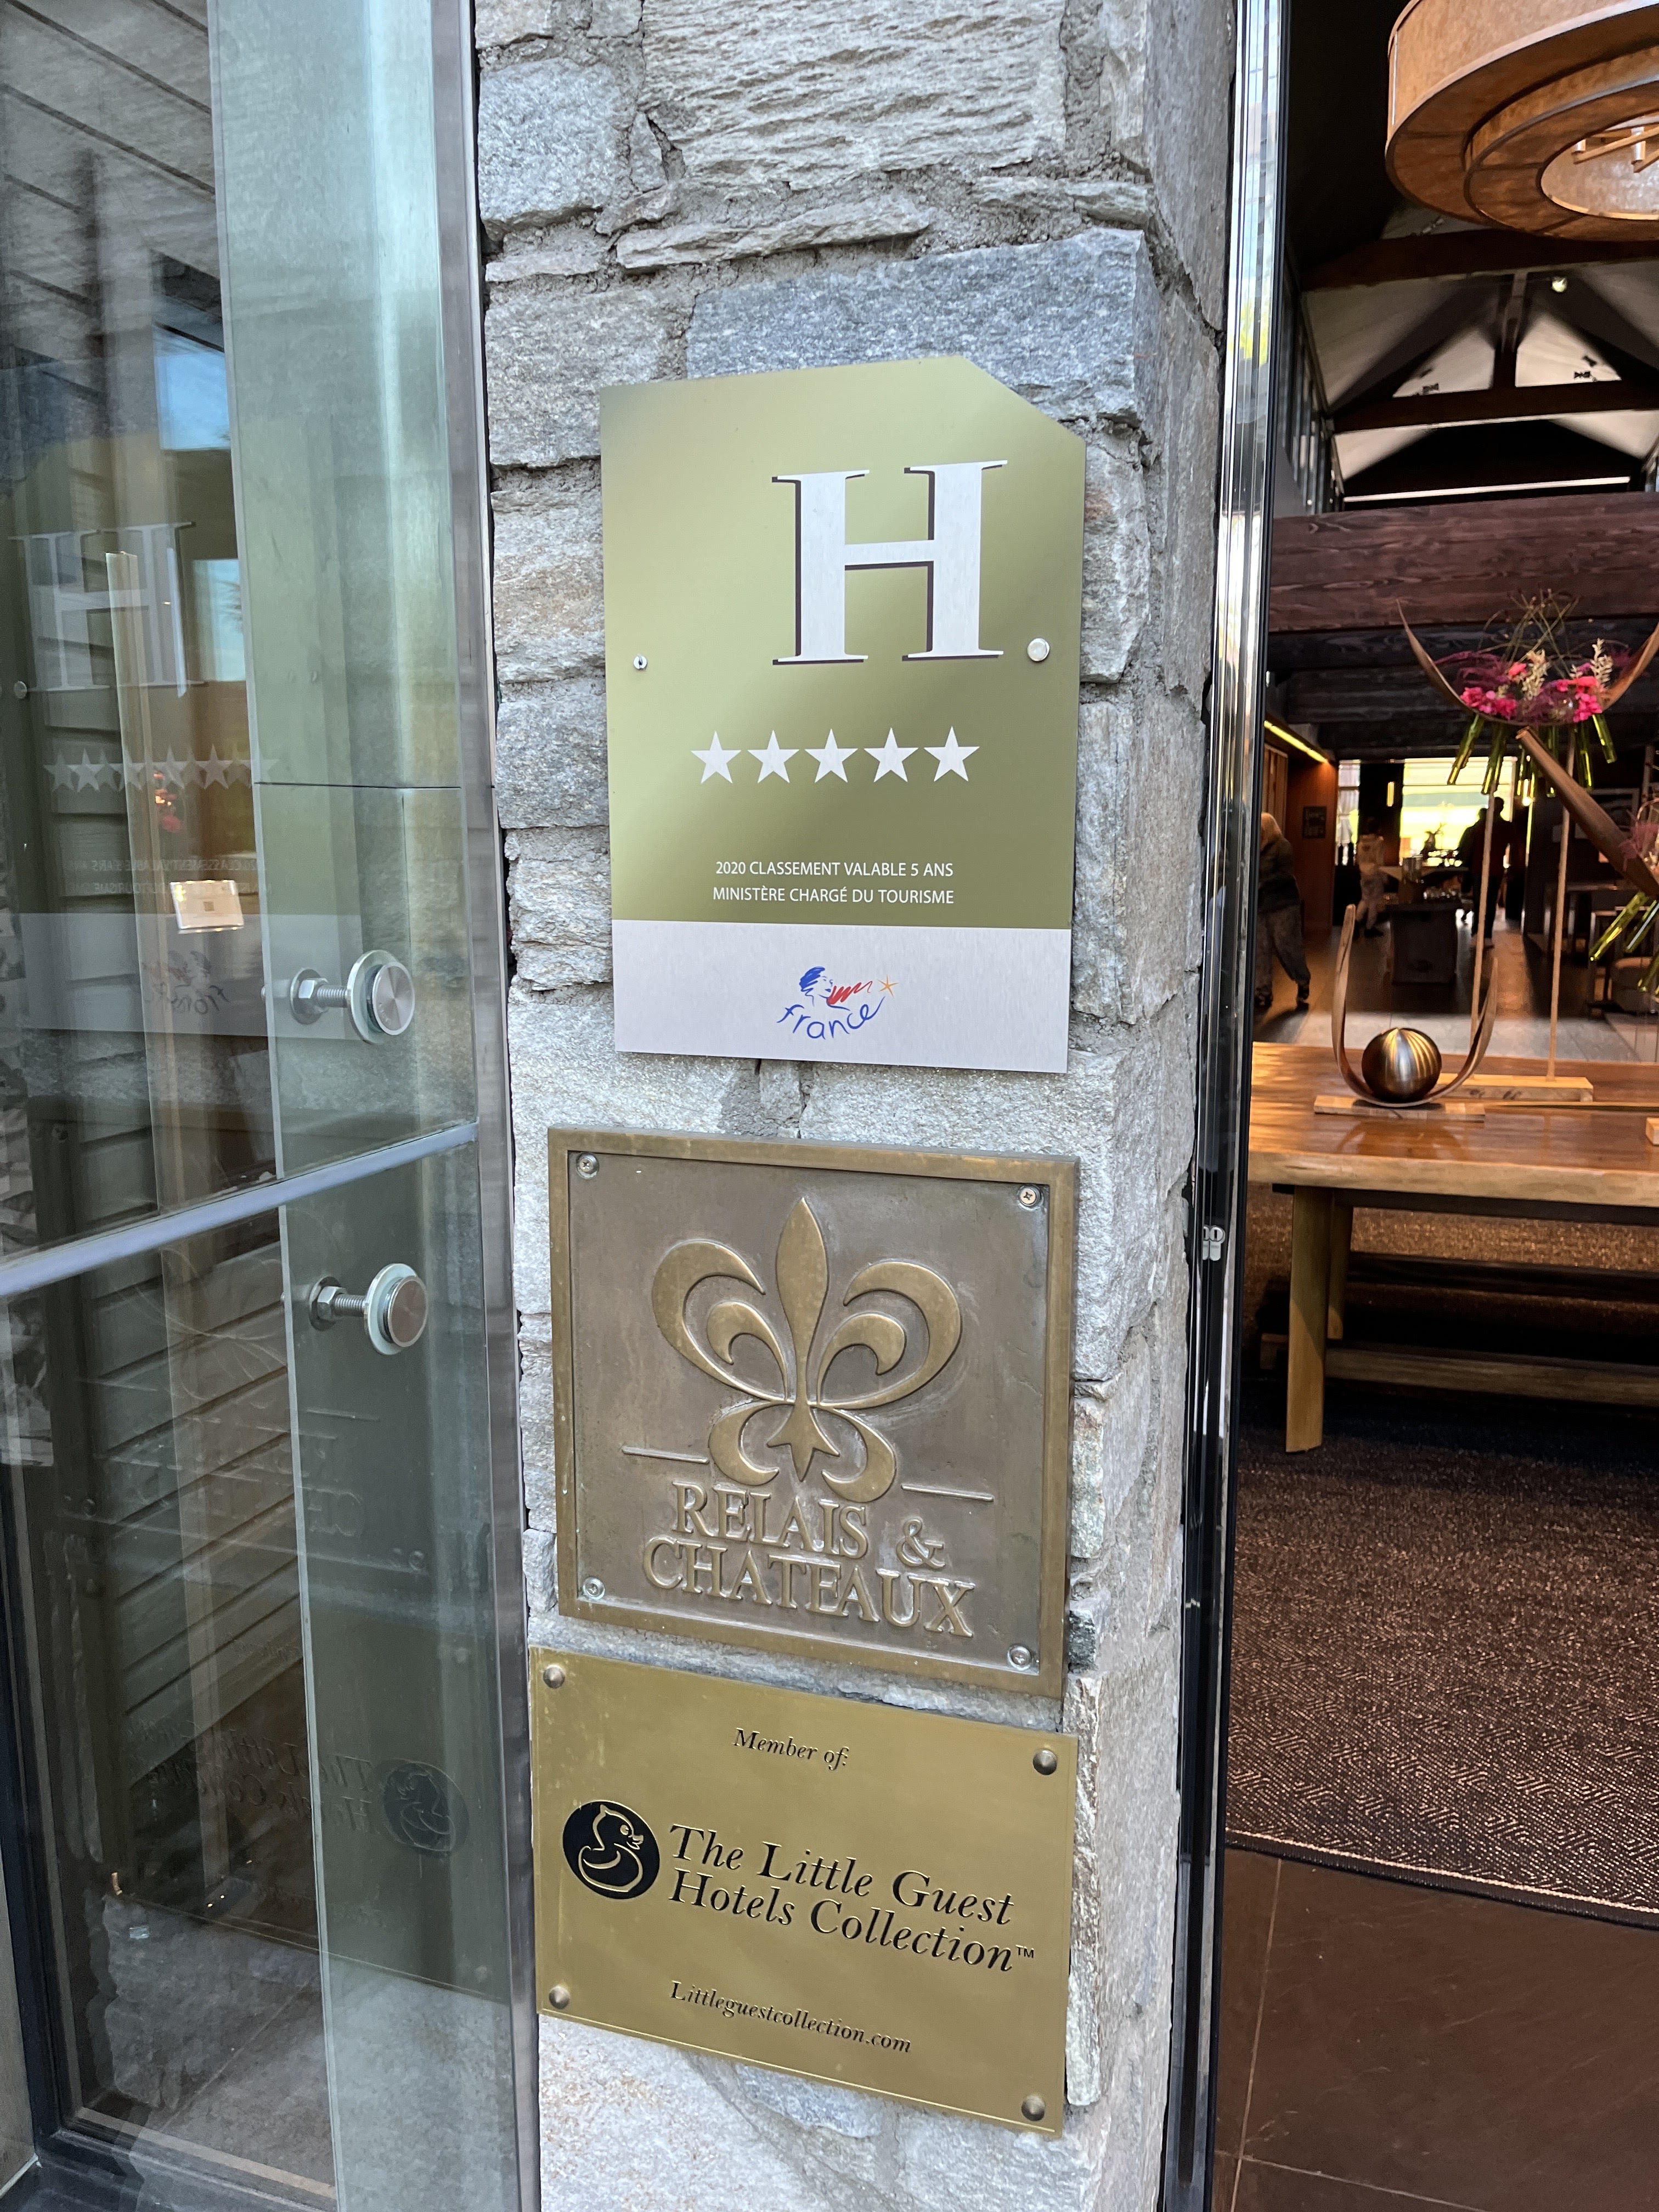 H
2020 CLASSEMENT VALABLE 5 ANS
MINISTÈRE CHARGÉ DU TOURISME
france
RELAIS &
CHATEAUX
Member of:
The Little Guest
Hotels Collection™
Littleguestcollection.com